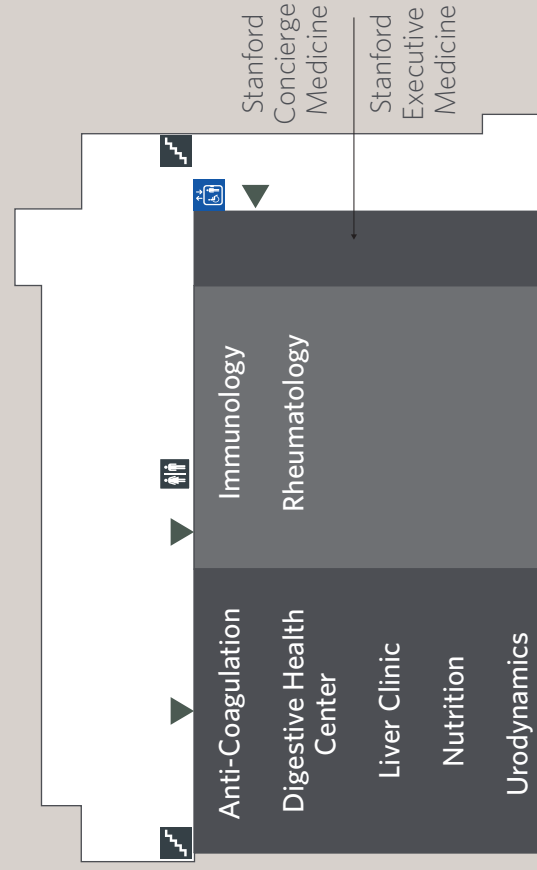 Stanford
Concierge
Medicine
Stanford
Executive
Medicine
Immunology
Rheumatology
Anti-Coagulation
Digestive Health
Center
Liver Clinic
Nutrition
Urodynamics